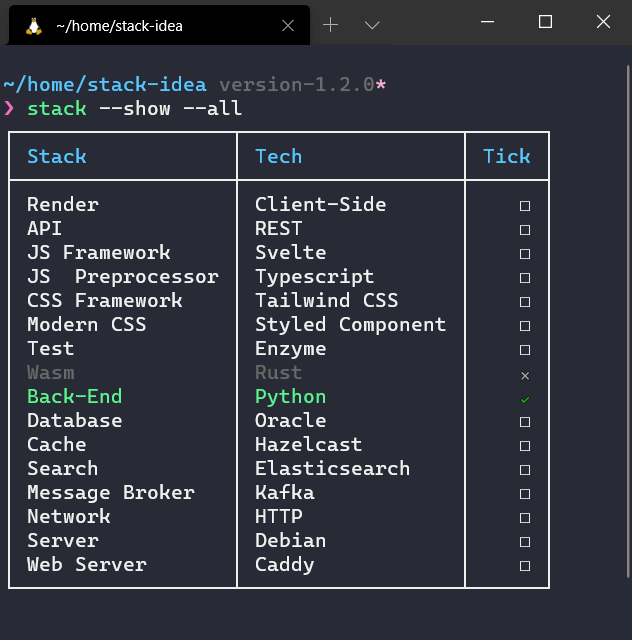 ~/home/stack-idea
~/home/stack-idea version-1.2.0*
❯ stack --show --all
Stack Tech Tick
Render Client-Side □
API REST □
JS Framework Svelte □
JS  Preprocessor Typescript □
CSS Framework Tailwind CSS □
Modern CSS Styled Component □
Test Enzyme □
Wasm Rust ✕
Back-End Python ✓
Database Oracle □
Cache Hazelcast □
Search Elasticsearch □
Message Broker Kafka □
Network HTTP □
Server Debian □
Web Server Caddy □